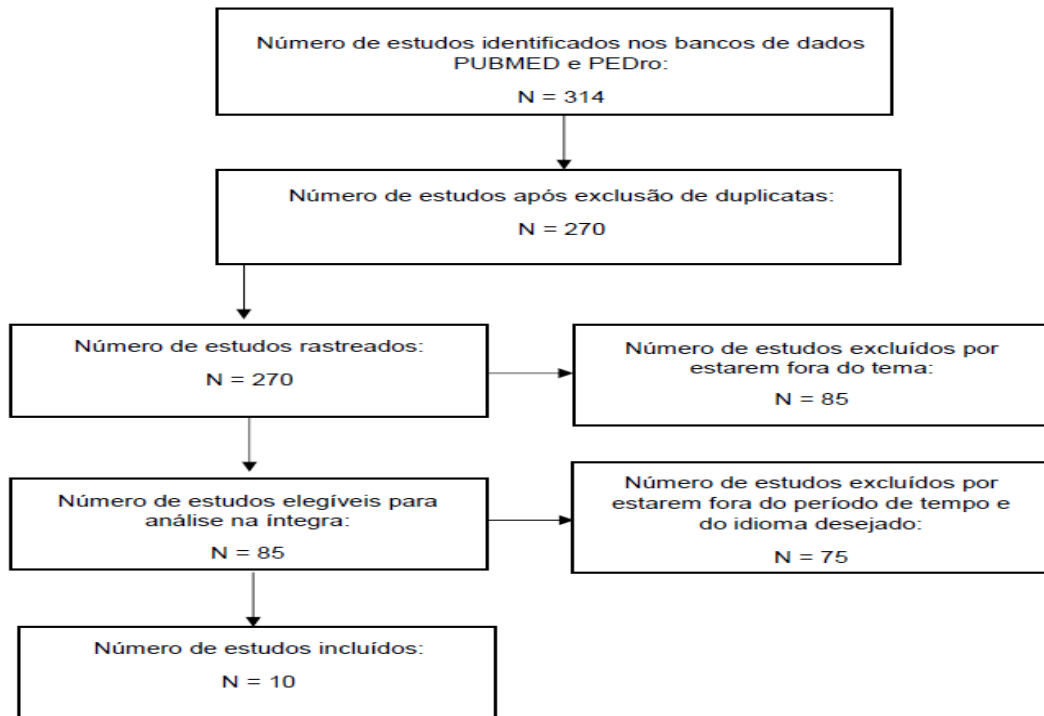 Número de estudos identificados nos bancos de dados
PUBMED e PEDro:
N = 314
Número de estudos após exclusão de duplicatas:
N = 270
Número de estudos rastreados:
N = 270
Número de estudos excluídos por
estarem fora do tema:
N = 85
Número de estudos elegíveis para
análise na íntegra:
N = 85
Número de estudos excluídos por
estarem fora do período de tempo e
do idioma desejado:
N = 75
Número de estudos incluídos:
N = 10